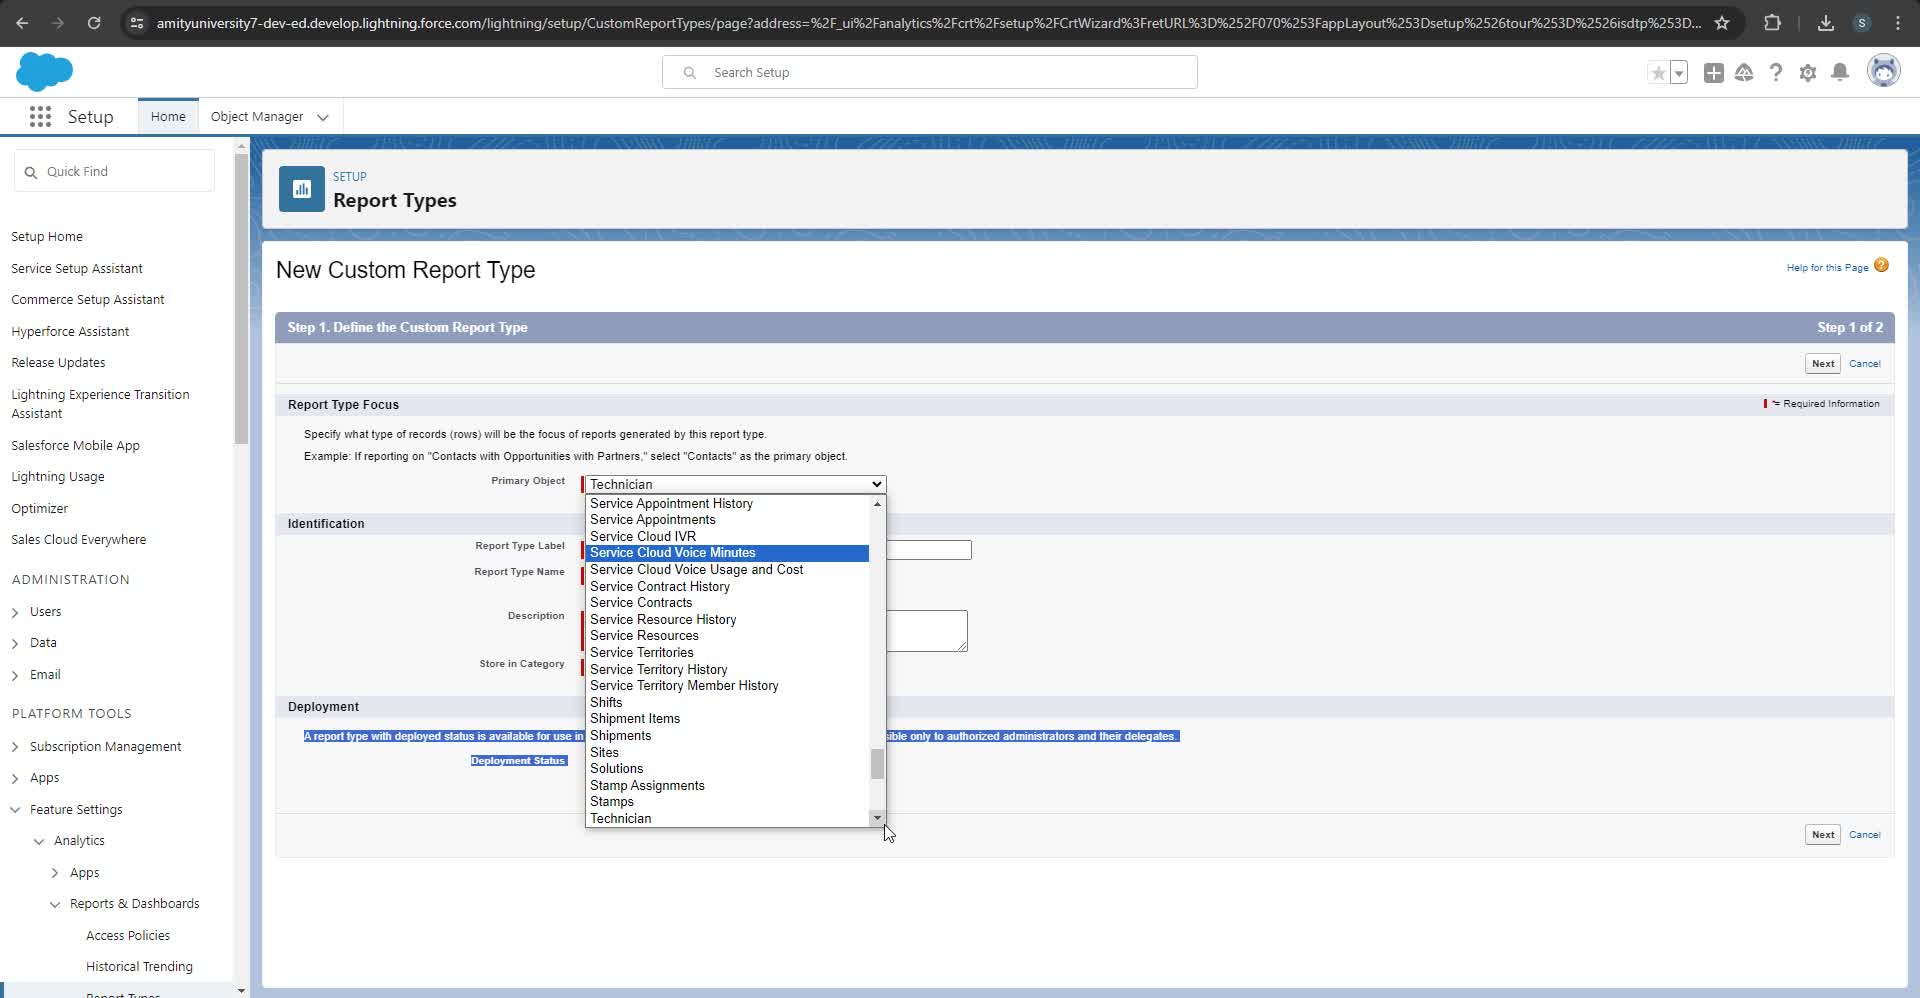 amityuniversity7-dev-ed.develop.lightning.force.com/lightning/setup/CustomReportTypes/page?address=%2F_ui%2Fanalytics%2Fcrt%2Fsetup%2FCrtWizard%3FretURL%3D%252F070%253FappLayout%253Dsetup%2526tour%253D%2526isdtp%253D...
S
Search Setup
Setup
Home
Object Manager
Quick Find
SETUP
Report Types
Setup Home
Service Setup Assistant
Commerce Setup Assistant
Hyperforce Assistant
Release Updates
Lightning Experience Transition
Assistant
Salesforce Mobile App
Lightning Usage
Optimizer
Sales Cloud Everywhere
ADMINISTRATION
Users
Data
Email
PLATFORM TOOLS
Subscription Management
Apps
Feature Settings
Analytics
Apps
Reports & Dashboards
Access Policies
Historical Trending
Report Types
New Custom Report Type
Help for this Page
Step 1. Define the Custom Report Type
Step 1 of 2
Next Cancel
Report Type Focus
= Required Information
Specify what type of records (rows) will be the focus of reports generated by this report type.
Example: If reporting on "Contacts with Opportunities with Partners," select "Contacts" as the primary object.
Primary Object
Technician
Service Appointment History
Service Appointments
Service Cloud IVR
Service Cloud Voice Minutes
Service Cloud Voice Usage and Cost
Service Contract History
Service Contracts
Service Resource History
Service Resources
Service Territories
Service Territory History
Service Territory Member History
Shifts
Shipment Items
Shipments
Sites
Solutions
Stamp Assignments
Stamps
Technician
Identification
Report Type Label
Report Type Name
Description
Store in Category
Deployment
A report type with deployed status is available for use in
ible only to authorized administrators and their delegates.
Deployment Status
Next Cancel